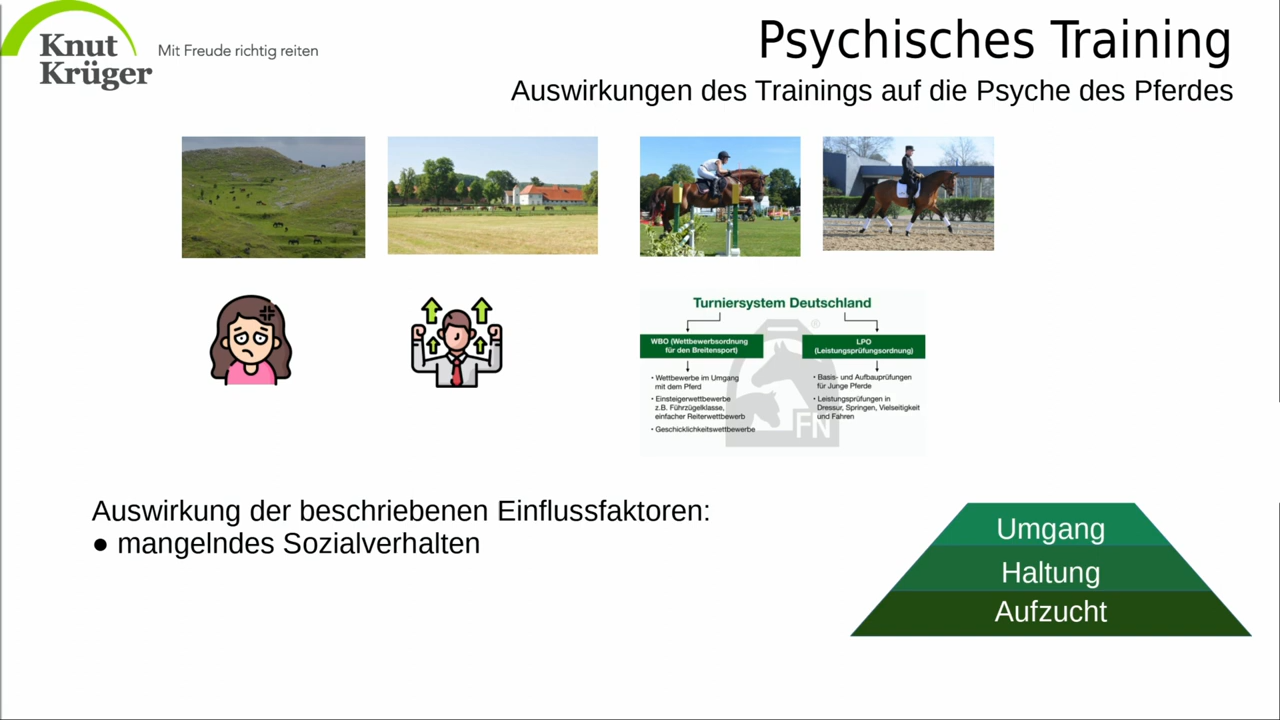 Knut
Krüger
Mit Freude richtig reiten
Psychisches Training
Auswirkungen des Trainings auf die Psyche des Pferdes
Turniersystem Deutschland
®
WBO (Wettbewerbsordnung
für den Breitensport)
LPO
(Leistungsprüfungsordnung)
• Wettbewerbe im Umgang
mit dem Pferd
• Einsteigerwettbewerbe
z.B. Führzügelklasse,
einfacher Reiterwettbewerb
• Geschicklichkeitswettbewerbe
• Basis- und Aufbauprüfungen
für Junge Pferde
• Leistungsprüfungen in
Dressur, Springen, Vielseitigkeit
und Fahren
FN
Auswirkung der beschriebenen Einflussfaktoren:
● mangelndes Sozialverhalten
Umgang
Haltung
Aufzucht